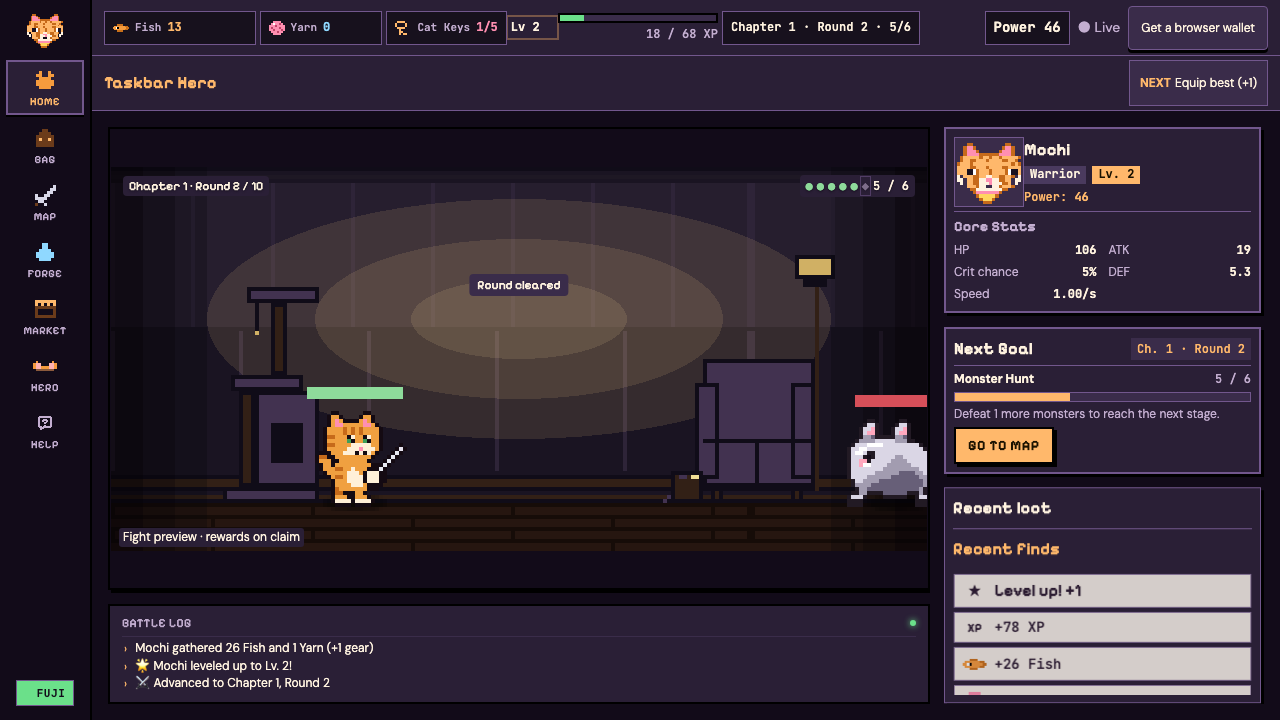 Fish 13
Yarn 0
Cat Keys 1/5
Lv 2
18 / 68 XP
Chapter 1 · Round 2 · 5/6
Power 46
Live
Get a browser wallet
HOME
BAG
MAP
FORGE
MARKET
HERO
HELP
FUJI
Taskbar Hero
NEXT Equip best (+1)
Chapter 1 · Round 2 / 10
5 / 6
Round cleared
Fight preview · rewards on claim
BATTLE LOG
› Mochi gathered 26 Fish and 1 Yarn (+1 gear)
› 🌟 Mochi leveled up to Lv. 2!
› ⚔️ Advanced to Chapter 1, Round 2
Mochi
Warrior Lv. 2
Power: 46
Core Stats
HP 106 ATK 19
Crit chance 5% DEF 5.3
Speed 1.00/s
Next Goal
Ch. 1 · Round 2
Monster Hunt 5 / 6
Defeat 1 more monsters to reach the next stage.
GO TO MAP
Recent loot
Recent finds
★ Level up! +1
XP +78 XP
+26 Fish